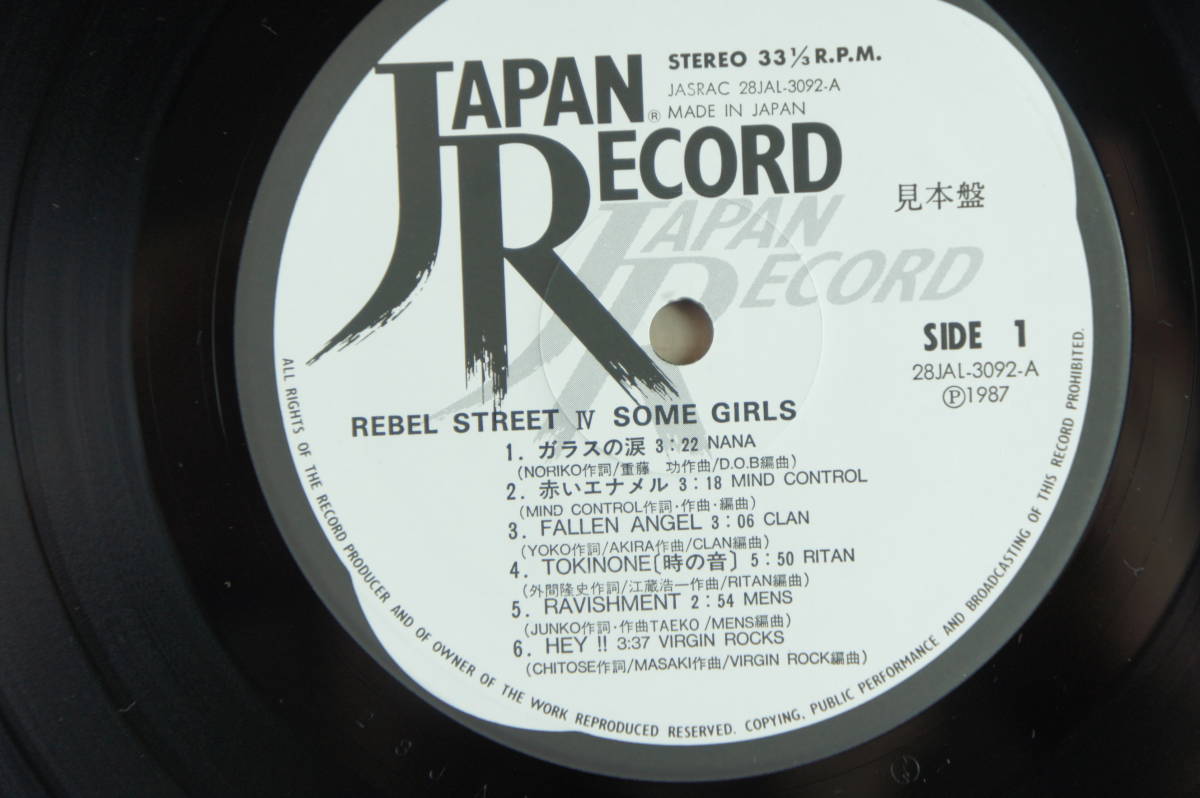 JAPAN RECORD
®
STEREO 33 1/3 R.P.M.
JASRAC 28JAL-3092-A
MADE IN JAPAN
JAPAN RECORD
見本盤
SIDE 1
28JAL-3092-A
Ⓟ1987
REBEL STREET Ⅳ SOME GIRLS
1. ガラスの涙 3:22 NANA
(NORIKO作詞/重藤 功作曲/D.O.B編曲)
2. 赤いエナメル 3:18 MIND CONTROL
(MIND CONTROL作詞・作曲・編曲)
3. FALLEN ANGEL 3:06 CLAN
(YOKO作詞/AKIRA作曲/CLAN編曲)
4. TOKINONE〔時の音〕 5:50 RITAN
(外間隆史作詞/江蔵浩一作曲/RITAN編曲)
5. RAVISHMENT 2:54 MENS
(JUNKO作詞・作曲TAEKO /MENS編曲)
6. HEY !! 3:37 VIRGIN ROCKS
(CHITOSE作詞/MASAKI作曲/VIRGIN ROCK編曲)
ALL RIGHTS OF THE RECORD PRODUCER AND OF OWNER OF THE WORK REPRODUCED RESERVED. COPYING, PUBLIC PERFORMANCE AND BROADCASTING OF THIS RECORD PROHIBITED.